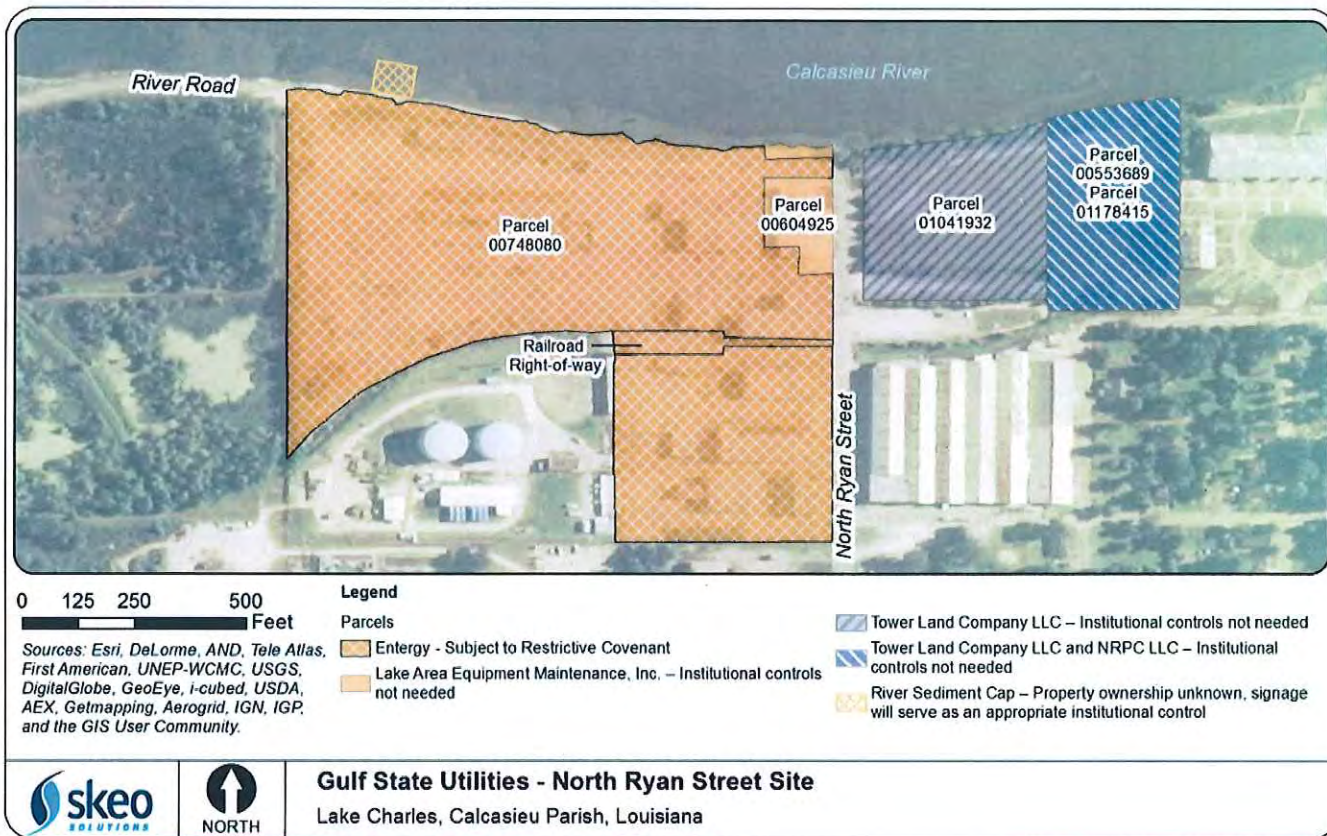 River Road
Calcasieu River
Parcel
00748080
Parcel
00604925
Parcel
01041932
Parcel
00553689
Parcel
01178415
Railroad
Right-of-way
North Ryan Street
0 125 250 500
Feet
Sources: Esri, DeLorme, AND, Tele Atlas,
First American, UNEP-WCMC, USGS,
DigitalGlobe, GeoEye, i-cubed, USDA,
AEX, Getmapping, Aerogrid, IGN, IGP,
and the GIS User Community.
Legend
Parcels
Entergy - Subject to Restrictive Covenant
Lake Area Equipment Maintenance, Inc. – Institutional controls
not needed
Tower Land Company LLC – Institutional controls not needed
Tower Land Company LLC and NRPC LLC – Institutional
controls not needed
River Sediment Cap – Property ownership unknown, signage
will serve as an appropriate institutional control
skeo
SOLUTIONS
NORTH
Gulf State Utilities - North Ryan Street Site
Lake Charles, Calcasieu Parish, Louisiana